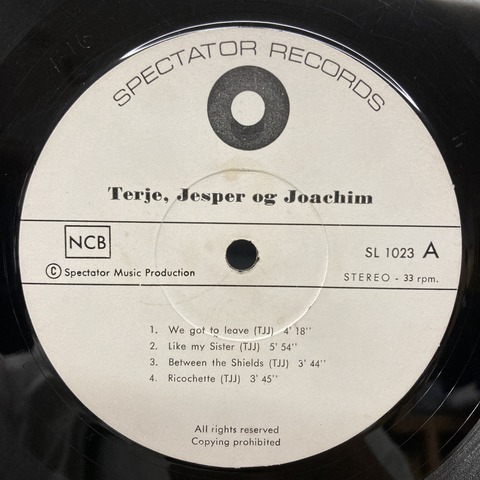 SPECTATOR RECORDS
Terje, Jesper og Joachim
NCB
SL 1023 A
© Spectator Music Production
STEREO - 33 rpm.
1. We got to leave (TJJ) 4' 18''
2. Like my Sister (TJJ) 5' 54''
3. Between the Shields (TJJ) 3' 44''
4. Ricochette (TJJ) 3' 45''
All rights reserved
Copying prohibited